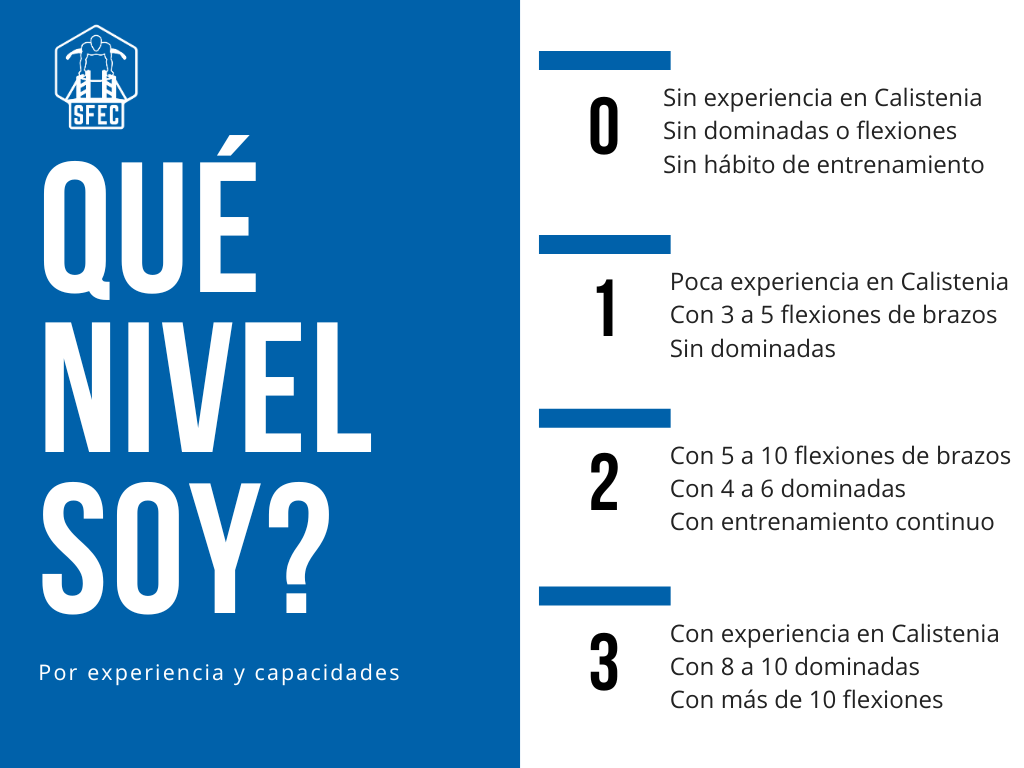 SFEC
QUÉ
NIVEL
SOY?
Por experiencia y capacidades
0
Sin experiencia en Calistenia
Sin dominadas o flexiones
Sin hábito de entrenamiento
1
Poca experiencia en Calistenia
Con 3 a 5 flexiones de brazos
Sin dominadas
2
Con 5 a 10 flexiones de brazos
Con 4 a 6 dominadas
Con entrenamiento continuo
3
Con experiencia en Calistenia
Con 8 a 10 dominadas
Con más de 10 flexiones